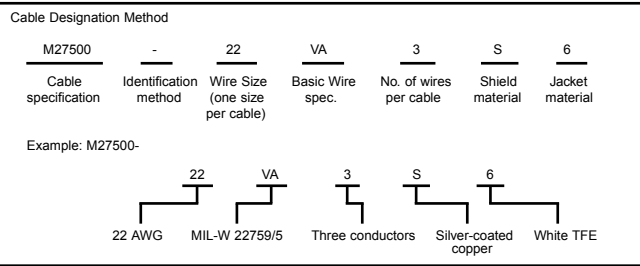 Cable Designation Method
M27500 - 22 VA 3 S 6
Cable Identification Wire Size Basic Wire No. of wires Shield Jacket
specification method (one size spec. per cable material material
per cable)
Example: M27500-
22 VA 3 S 6
22 AWG MIL-W 22759/5 Three conductors Silver-coated White TFE
copper